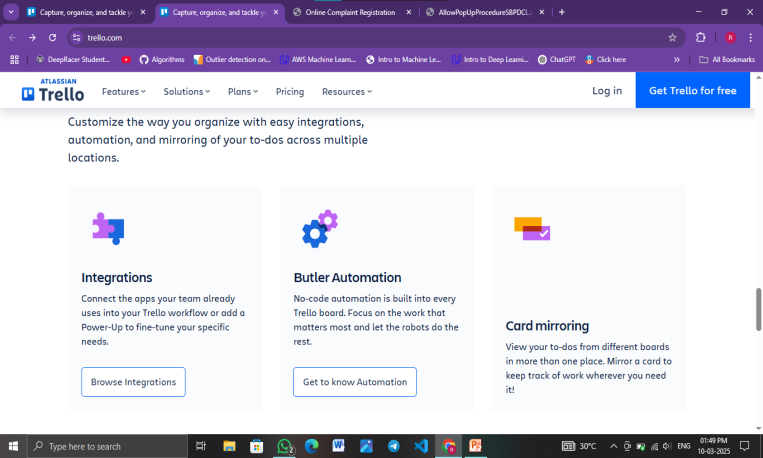 Capture, organize, and tackle yo
Capture, organize, and tackle yo
Online Complaint Registration
AllowPopUpProcedureSBPDCL.
trello.com
R
DeepRacer Student...
Algorithms
Outlier detection on...
AWS Machine Learn...
Intro to Machine Le...
Intro to Deep Learni...
ChatGPT
Click here
All Bookmarks
ATLASSIAN
Trello
Features
Solutions
Plans
Pricing
Resources
Log in
Get Trello for free
Customize the way you organize with easy integrations,
automation, and mirroring of your to-dos across multiple
locations.
Integrations
Connect the apps your team already
uses into your Trello workflow or add a
Power-Up to fine-tune your specific
needs.
Browse Integrations
Butler Automation
No-code automation is built into every
Trello board. Focus on the work that
matters most and let the robots do the
rest.
Get to know Automation
Card mirroring
View your to-dos from different boards
in more than one place. Mirror a card to
keep track of work wherever you need
it!
Type here to search
2
30°C
ENG
01:49 PM
10-03-2025